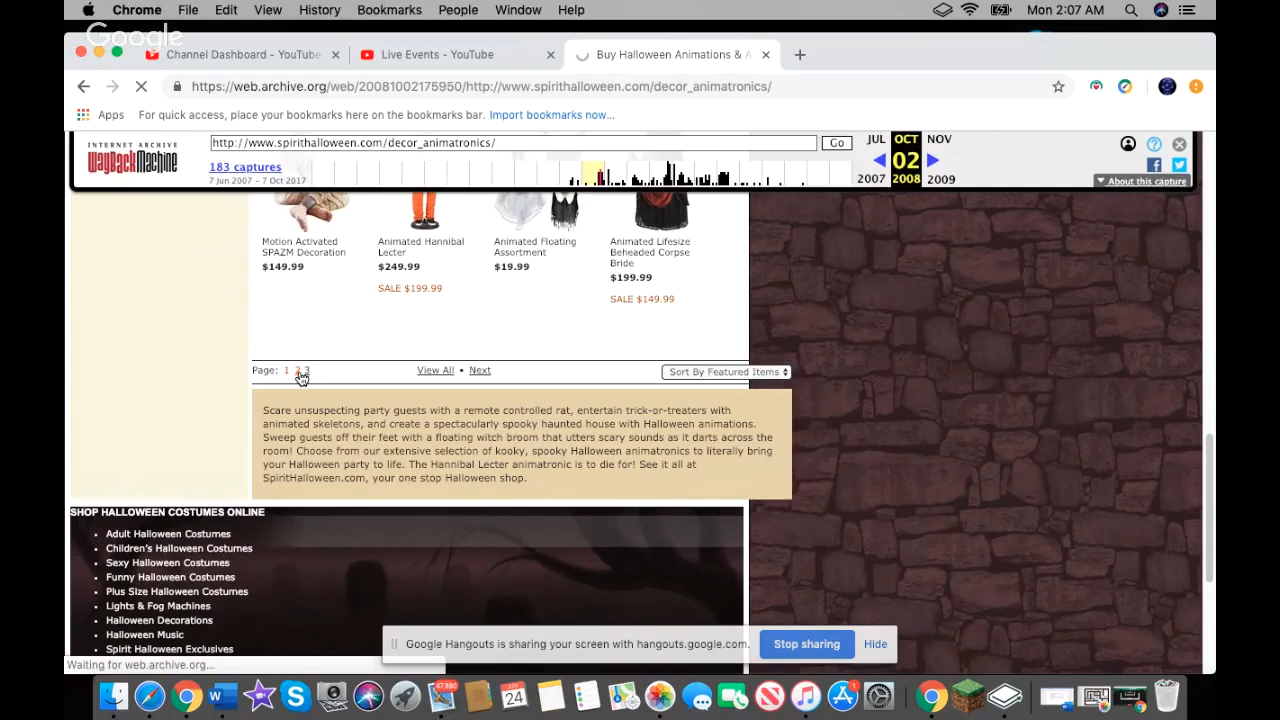 Chrome File Edit View History Bookmarks People Window Help Mon 2:07 AM
Google
Channel Dashboard - YouTube × Live Events - YouTube × Buy Halloween Animations & A × +
https://web.archive.org/web/20081002175950/http://www.spirithalloween.com/decor_animatronics/
Apps For quick access, place your bookmarks here on the bookmarks bar. Import bookmarks now...
INTERNET ARCHIVE
WayBackMachine
http://www.spirithalloween.com/decor_animatronics/ Go
JUL OCT NOV
183 captures
02
7 Jun 2007 – 7 Oct 2017
2007 2008 2009
▼ About this capture
Motion Activated SPAZM Decoration
$149.99
Animated Hannibal Lecter
$249.99
SALE $199.99
Animated Floating Assortment
$19.99
Animated Lifesize Beheaded Corpse Bride
$199.99
SALE $149.99
Page: 1 2 3 View All • Next Sort By Featured Items
Scare unsuspecting party guests with a remote controlled rat, entertain trick-or-treaters with
animated skeletons, and create a spectacularly spooky haunted house with Halloween animations.
Sweep guests off their feet with a floating witch broom that utters scary sounds as it darts across the
room! Choose from our extensive selection of kooky, spooky Halloween animatronics to literally bring
your Halloween party to life. The Hannibal Lecter animatronic is to die for! See it all at
SpiritHalloween.com, your one stop Halloween shop.
SHOP HALLOWEEN COSTUMES ONLINE
• Adult Halloween Costumes
• Children's Halloween Costumes
• Sexy Halloween Costumes
• Funny Halloween Costumes
• Plus Size Halloween Costumes
• Lights & Fog Machines
• Halloween Decorations
• Halloween Music
• Spirit Halloween Exclusives
Google Hangouts is sharing your screen with hangouts.google.com. Stop sharing Hide
Waiting for web.archive.org...
47,880
JUN
24
1